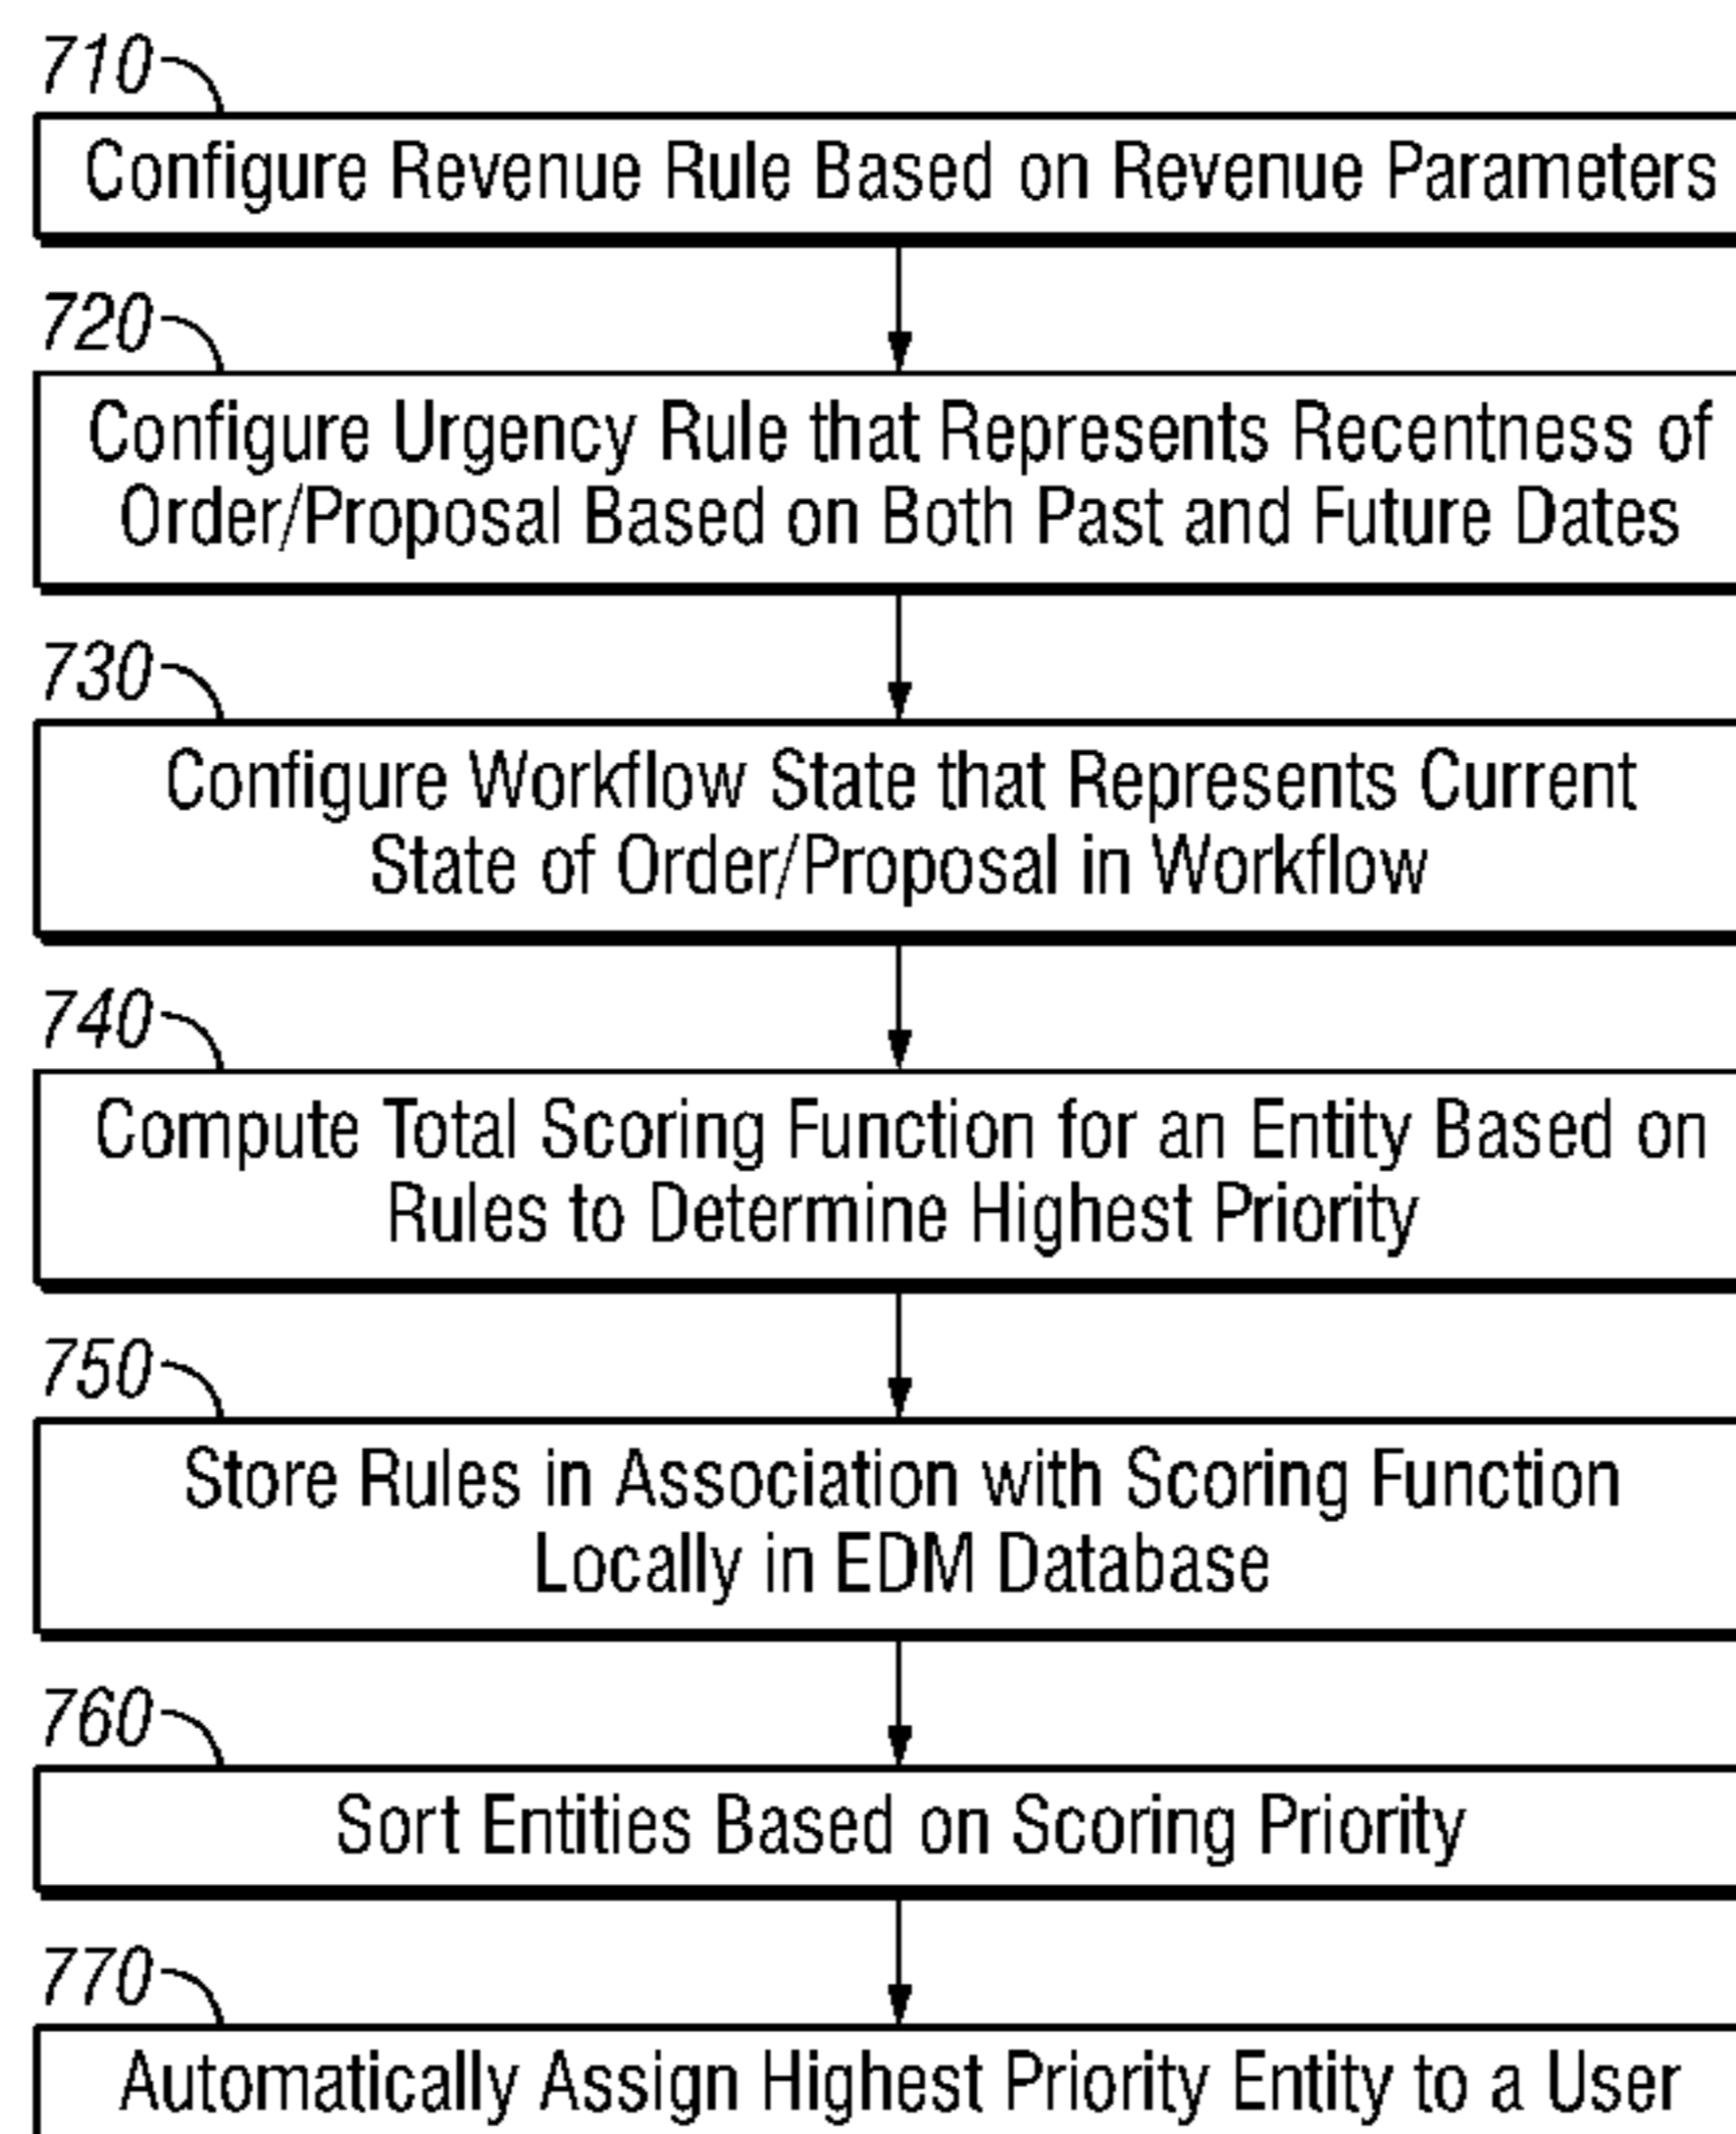 710
Configure Revenue Rule Based on Revenue Parameters
720
Configure Urgency Rule that Represents Recentness of
Order/Proposal Based on Both Past and Future Dates
730
Configure Workflow State that Represents Current
State of Order/Proposal in Workflow
740
Compute Total Scoring Function for an Entity Based on
Rules to Determine Highest Priority
750
Store Rules in Association with Scoring Function
Locally in EDM Database
760
Sort Entities Based on Scoring Priority
770
Automatically Assign Highest Priority Entity to a User